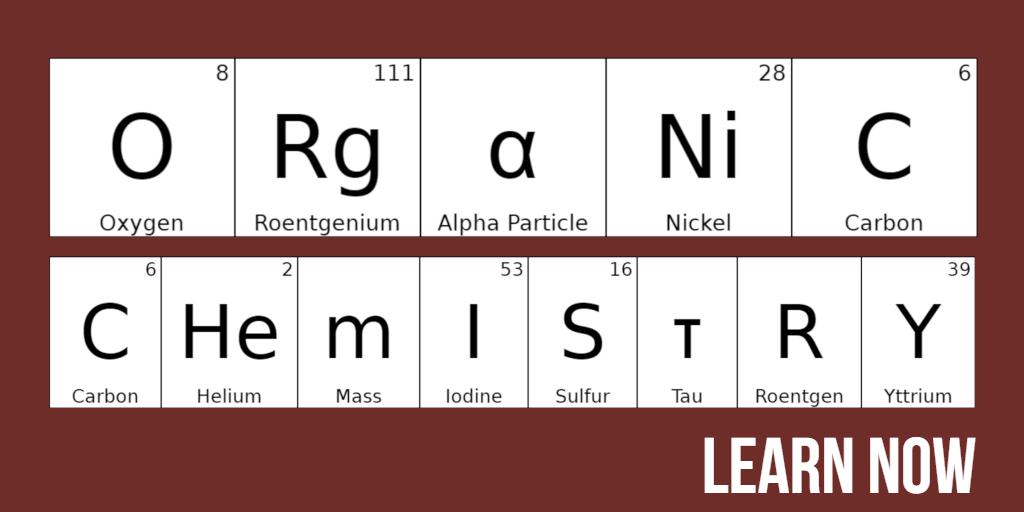 8 111 28 6
O Rg α Ni C
Oxygen Roentgenium Alpha Particle Nickel Carbon
6 2 53 16 39
C He m I S τ R Y
Carbon Helium Mass Iodine Sulfur Tau Roentgen Yttrium
LEARN NOW